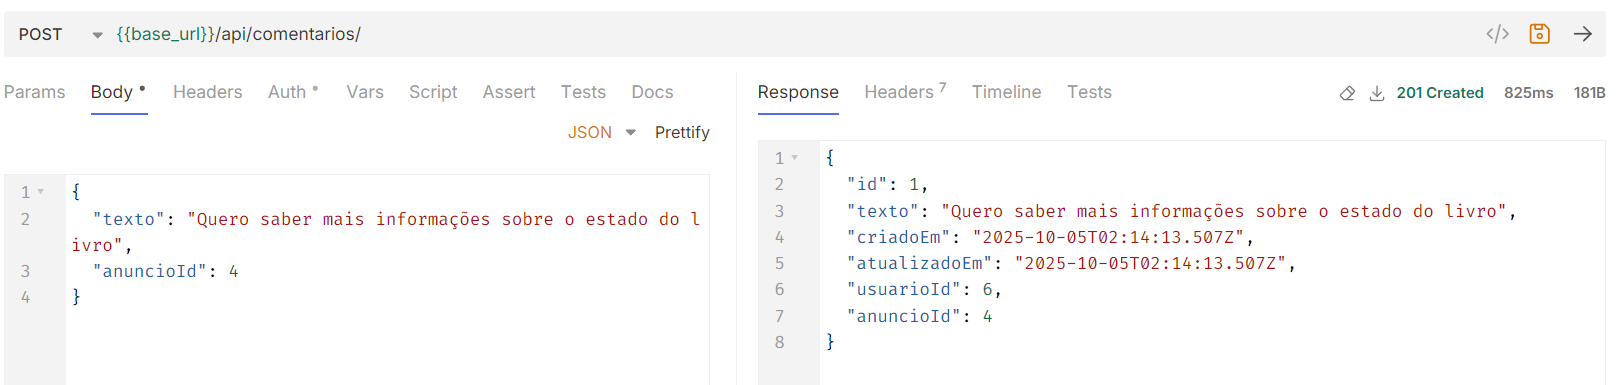 POST {{base_url}}/api/comentarios/
Params Body Headers Auth Vars Script Assert Tests Docs
JSON Prettify
1 {
2 "texto": "Quero saber mais informações sobre o estado do l
ivro",
3 "anuncioId": 4
4 }
Response Headers 7 Timeline Tests 201 Created 825ms 181B
1 {
2 "id": 1,
3 "texto": "Quero saber mais informações sobre o estado do livro",
4 "criadoEm": "2025-10-05T02:14:13.507Z",
5 "atualizadoEm": "2025-10-05T02:14:13.507Z",
6 "usuarioId": 6,
7 "anuncioId": 4
8 }